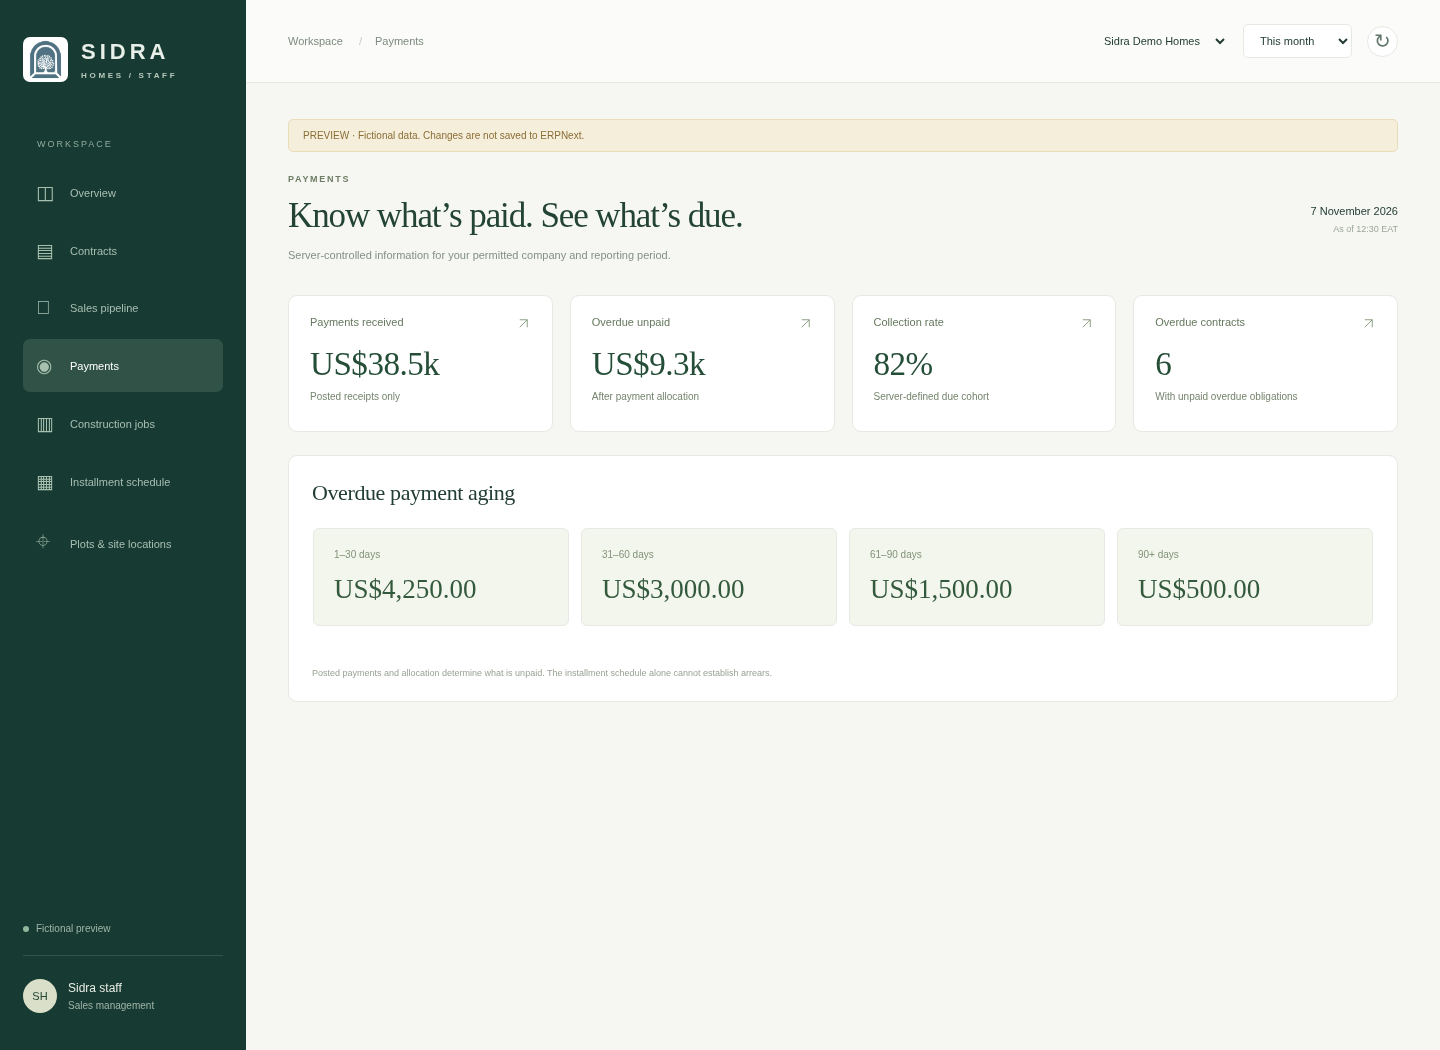 SIDRA
HOMES / STAFF
WORKSPACE
Overview
Contracts
Sales pipeline
Payments
Construction jobs
Installment schedule
Plots & site locations
Fictional preview
SH
Sidra staff
Sales management
Workspace / Payments
Sidra Demo Homes
This month
PREVIEW · Fictional data. Changes are not saved to ERPNext.
PAYMENTS
Know what’s paid. See what’s due.
7 November 2026
As of 12:30 EAT
Server-controlled information for your permitted company and reporting period.
Payments received
US$38.5k
Posted receipts only
Overdue unpaid
US$9.3k
After payment allocation
Collection rate
82%
Server-defined due cohort
Overdue contracts
6
With unpaid overdue obligations
Overdue payment aging
1–30 days
US$4,250.00
31–60 days
US$3,000.00
61–90 days
US$1,500.00
90+ days
US$500.00
Posted payments and allocation determine what is unpaid. The installment schedule alone cannot establish arrears.